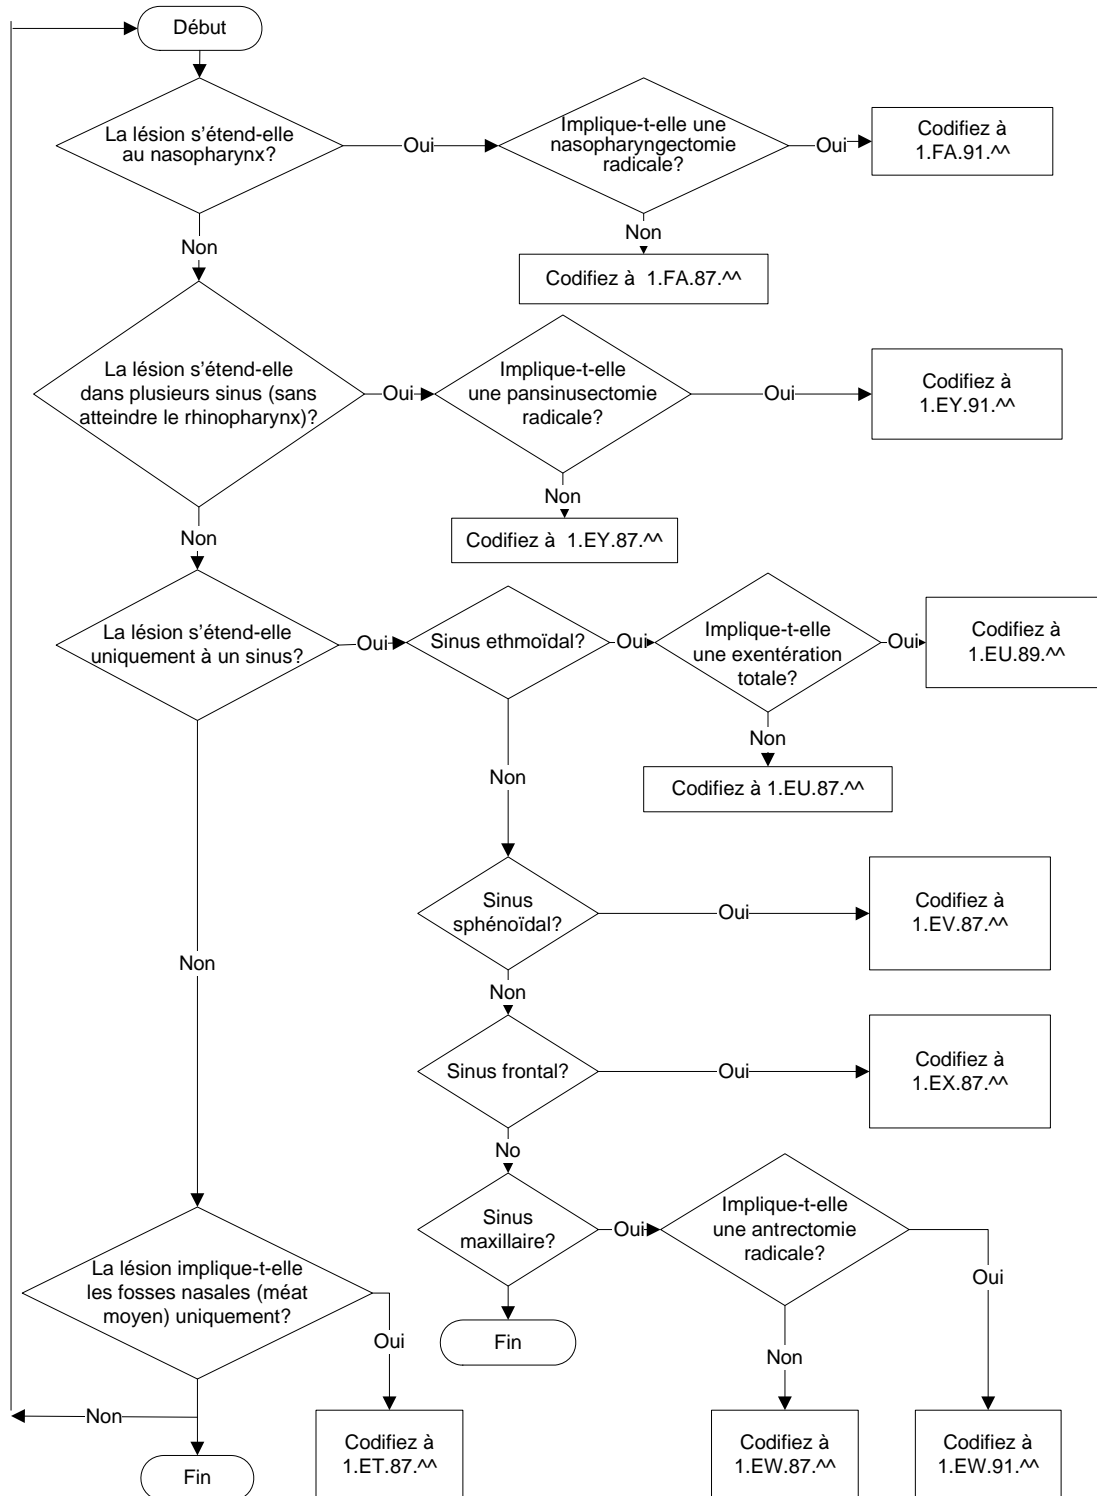 Début
La lésion s'étend-elle
au nasopharynx?
Oui
Implique-t-elle une
nasopharyngectomie
radicale?
Oui
Codifiez à
1.FA.91.^^
Non
Non
Codifiez à 1.FA.87.^^
La lésion s'étend-elle
dans plusieurs sinus (sans
atteindre le rhinopharynx)?
Oui
Implique-t-elle
une pansinusectomie
radicale?
Oui
Codifiez à
1.EY.91.^^
Non
Non
Codifiez à 1.EY.87.^^
La lésion s'étend-elle
uniquement à un sinus?
Oui
Sinus ethmoïdal?
Oui
Implique-t-elle
une exentération
totale?
Oui
Codifiez à
1.EU.89.^^
Non
Codifiez à 1.EU.87.^^
Non
Sinus
sphénoïdal?
Oui
Codifiez à
1.EV.87.^^
Non
Non
Sinus frontal?
Oui
Codifiez à
1.EX.87.^^
No
Sinus
maxillaire?
Oui
Implique-t-elle
une antrectomie
radicale?
Oui
La lésion implique-t-elle
les fosses nasales (méat
moyen) uniquement?
Oui
Fin
Non
Non
Codifiez à
1.ET.87.^^
Codifiez à
1.EW.87.^^
Codifiez à
1.EW.91.^^
Fin